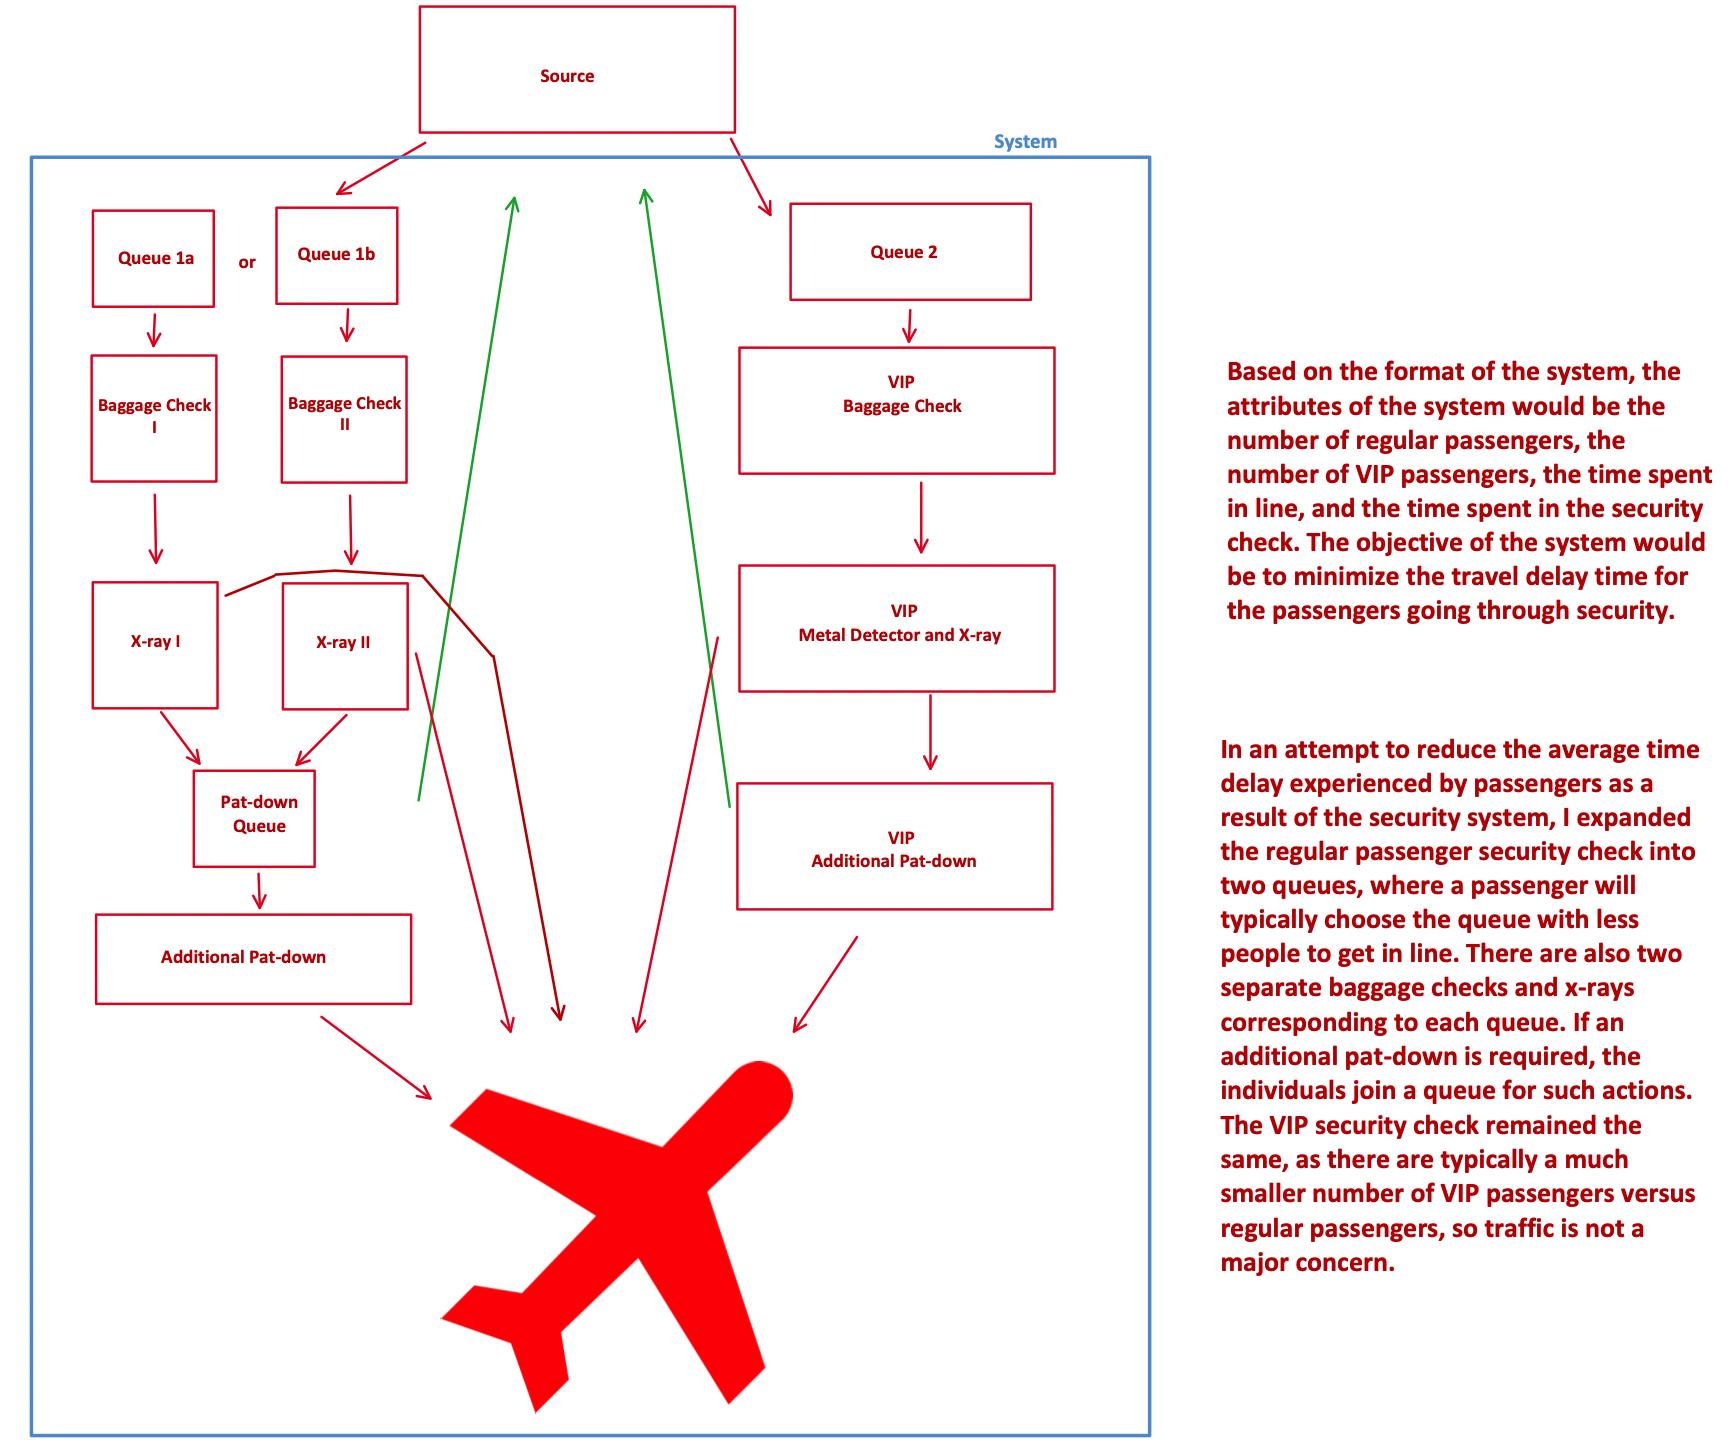 Source
System
Queue 1a
or
Queue 1b
Queue 2
Baggage Check
I
Baggage Check
II
VIP
Baggage Check
X-ray I
X-ray II
VIP
Metal Detector and X-ray
Pat-down
Queue
VIP
Additional Pat-down
Additional Pat-down
Based on the format of the system, the
attributes of the system would be the
number of regular passengers, the
number of VIP passengers, the time spent
in line, and the time spent in the security
check. The objective of the system would
be to minimize the travel delay time for
the passengers going through security.
In an attempt to reduce the average time
delay experienced by passengers as a
result of the security system, I expanded
the regular passenger security check into
two queues, where a passenger will
typically choose the queue with less
people to get in line. There are also two
separate baggage checks and x-rays
corresponding to each queue. If an
additional pat-down is required, the
individuals join a queue for such actions.
The VIP security check remained the
same, as there are typically a much
smaller number of VIP passengers versus
regular passengers, so traffic is not a
major concern.